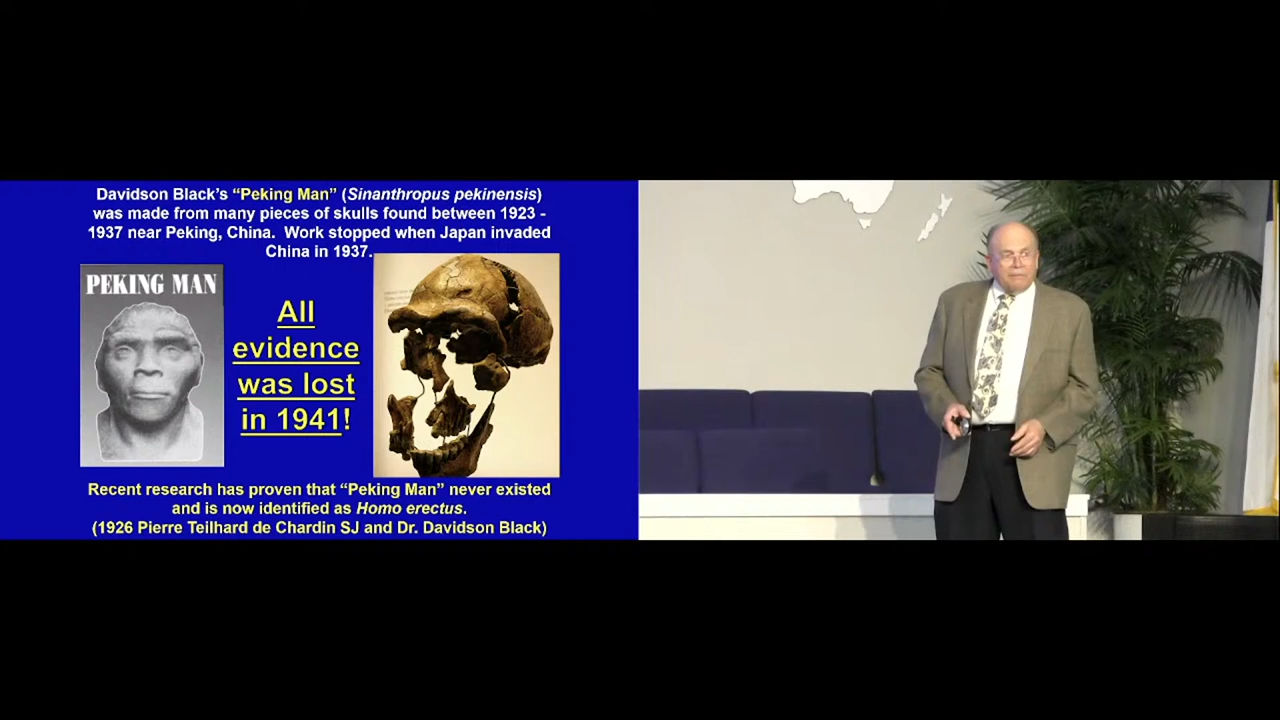 Davidson Black's “Peking Man” (Sinanthropus pekinensis)
was made from many pieces of skulls found between 1923 -
1937 near Peking, China. Work stopped when Japan invaded
China in 1937.
PEKING MAN
All
evidence
was lost
in 1941!
Recent research has proven that “Peking Man” never existed
and is now identified as Homo erectus.
(1926 Pierre Teilhard de Chardin SJ and Dr. Davidson Black)